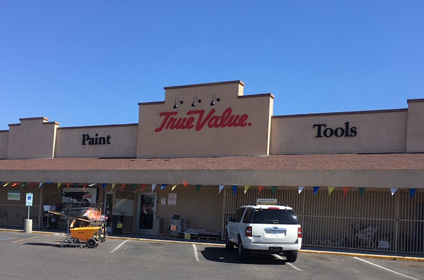 Paint
True Value.
Tools